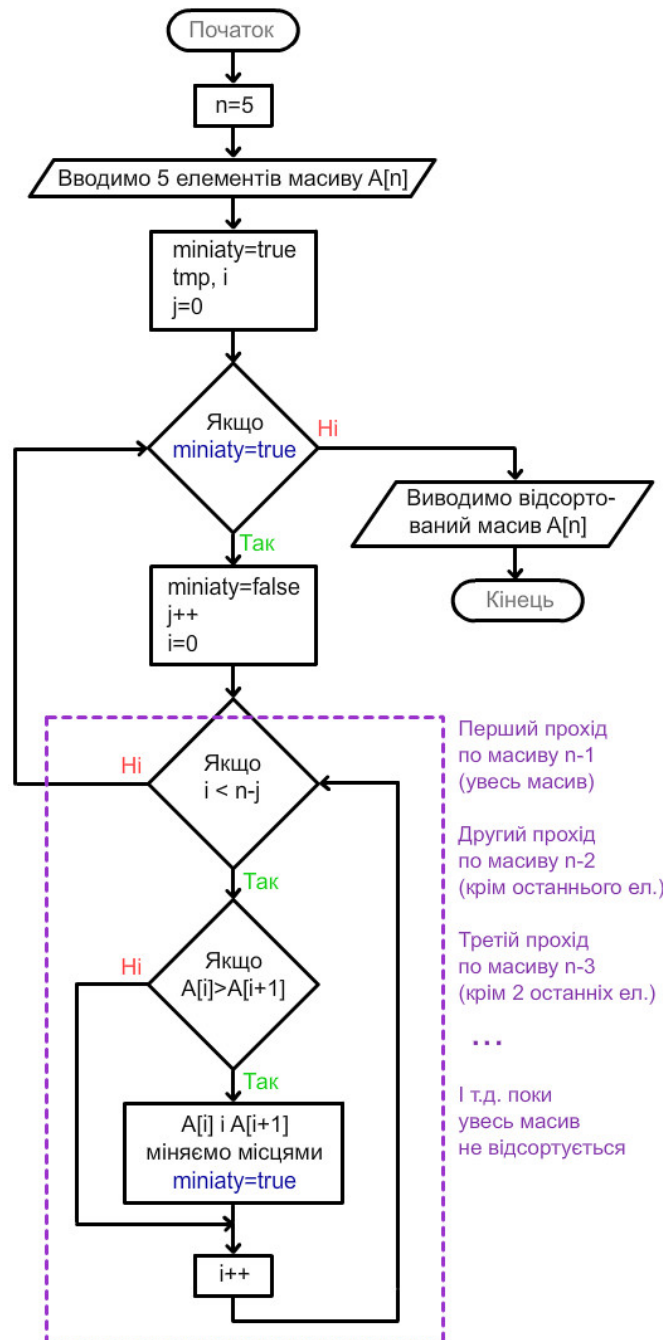 Початок
n=5
Вводимо 5 елементів масиву A[n]
miniaty=true
tmp, i
j=0
Якщо
miniaty=true
Ні
Виводимо відсорто-
ований масив A[n]
Кінець
Так
miniaty=false
j++
i=0
Якщо
i < n-j
Ні
Так
Перший прохід
по масиву n-1
(увесь масив)
Другий прохід
по масиву n-2
(крім останнього ел.)
Третій прохід
по масиву n-3
(крім 2 останніх ел.)
...
І т.д. поки
увесь масив
не відсортується
Якщо
A[i]>A[i+1]
Ні
Так
A[i] і A[i+1]
міняємо місцями
miniaty=true
i++